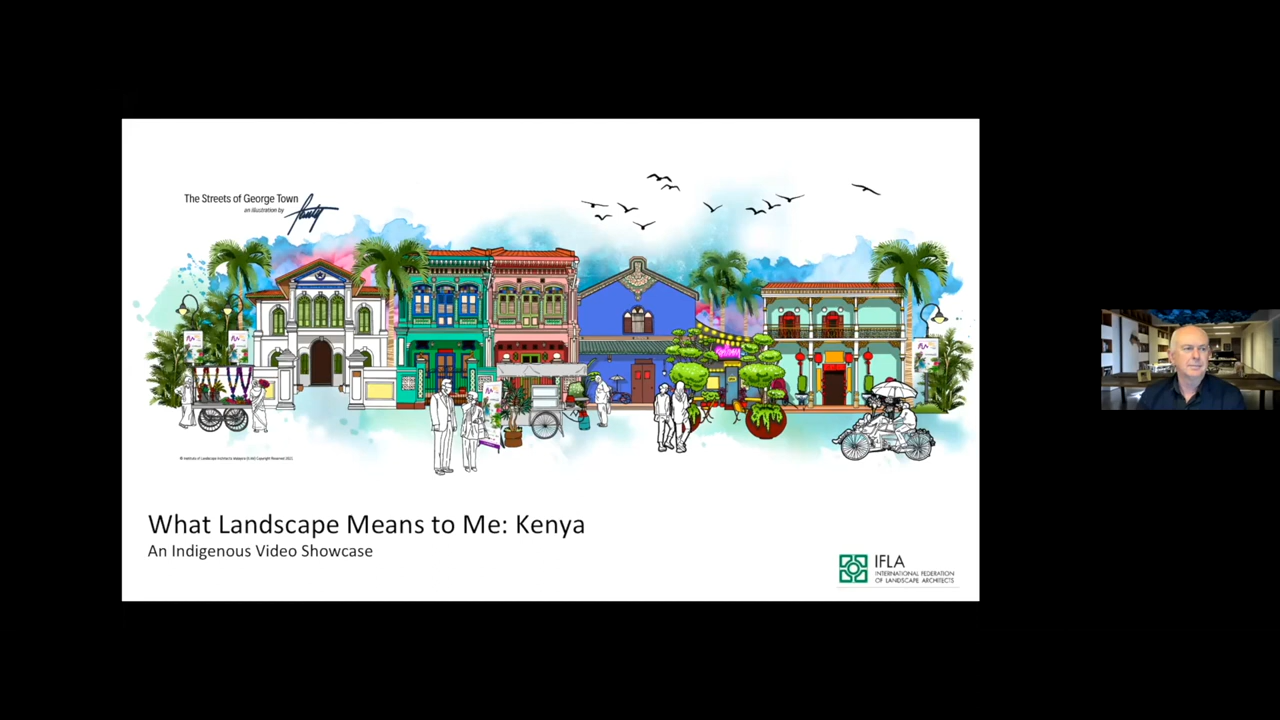 The Streets of George Town
an illustration by
What Landscape Means to Me: Kenya
An Indigenous Video Showcase
IFLA
INTERNATIONAL FEDERATION
OF LANDSCAPE ARCHITECTS